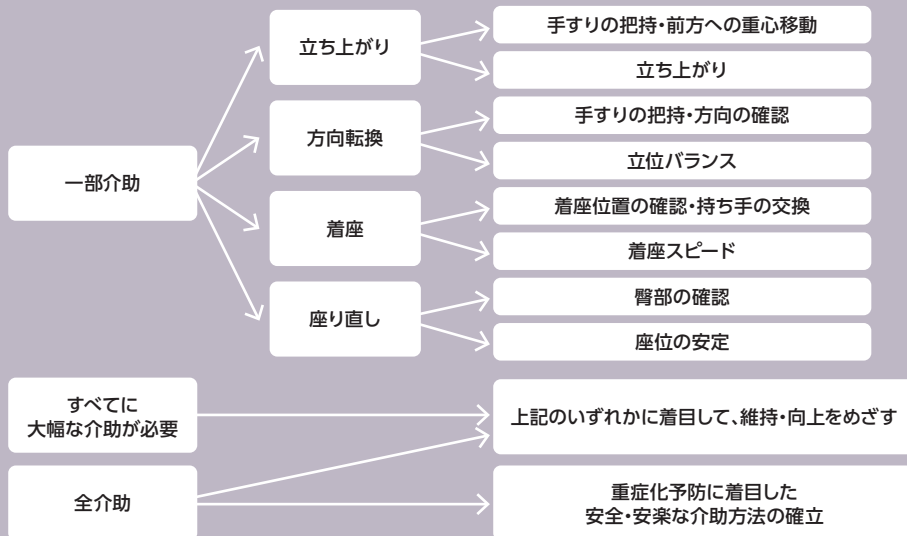 一部介助
立ち上がり
手すりの把持・前方への重心移動
立ち上がり
方向転換
手すりの把持・方向の確認
立位バランス
着座
着座位置の確認・持ち手の交換
着座スピード
座り直し
臀部の確認
座位の安定
すべてに
大幅な介助が必要
上記のいずれかに着目して、維持・向上をめざす
全介助
重症化予防に着目した
安全・安楽な介助方法の確立